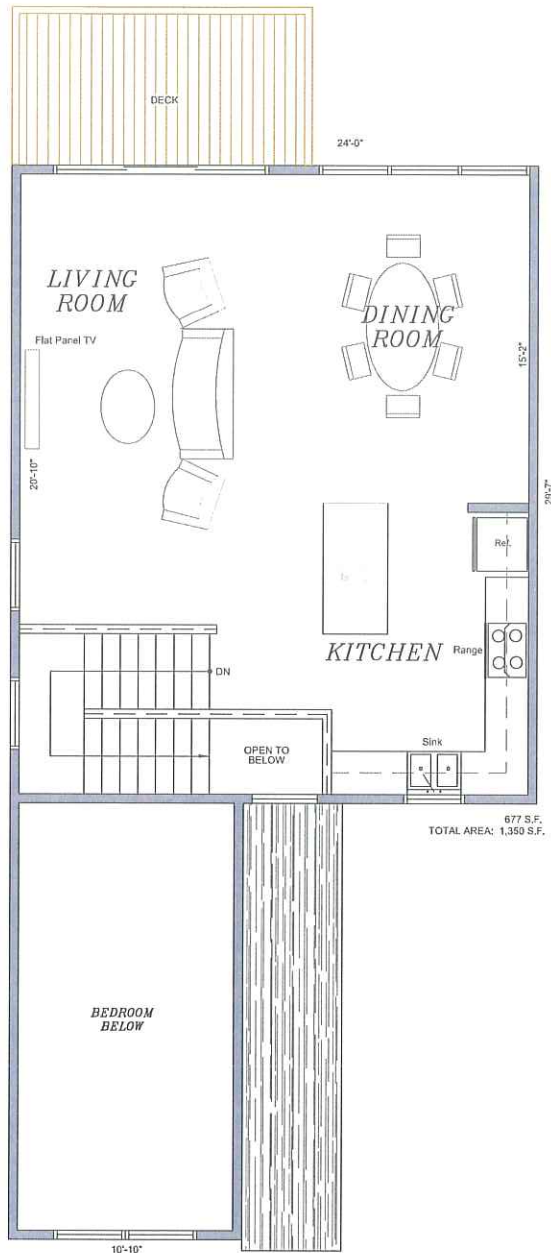 DECK
24'-0"
LIVING
ROOM
DINING
ROOM
Flat Panel TV
15'-2"
20'-10"
29'-7"
Ref.
KITCHEN
Range
DN
OPEN TO
BELOW
Sink
677 S.F.
TOTAL AREA: 1,350 S.F.
BEDROOM
BELOW
10'-10"